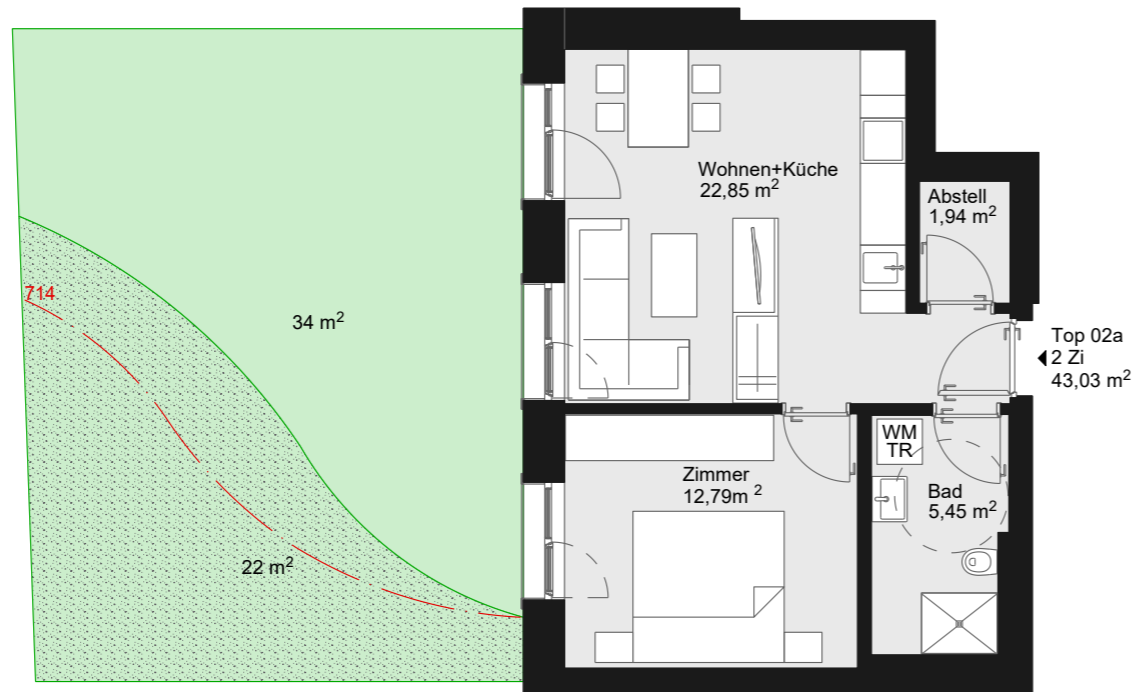 Wohnen+Küche
22,85 m²
Abstell
1,94 m²
714
34 m²
Top 02a
2 Zi
43,03 m²
WM
TR
Zimmer
12,79m ²
Bad
5,45 m²
22 m²